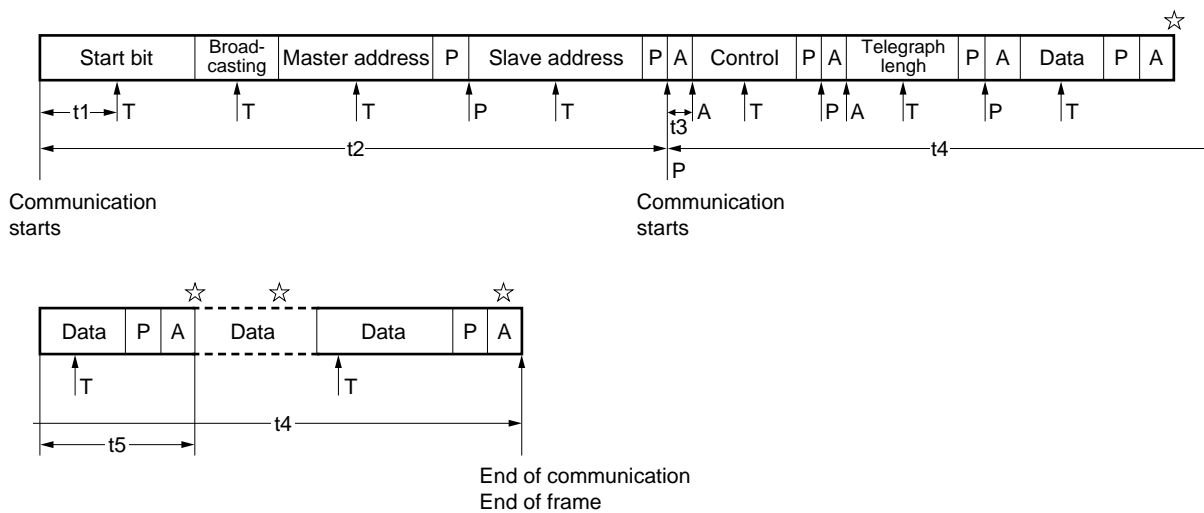 Start bit Broad-casting Master address P Slave address P A Control P A Telegraph lengh P A Data P A ☆
t1 T T T P T t3 A T P A T P T
t2 P t4
Communication
starts
Communication
starts
☆ ☆ ☆
Data P A Data Data P A
T T
t4
t5
End of communication
End of frame